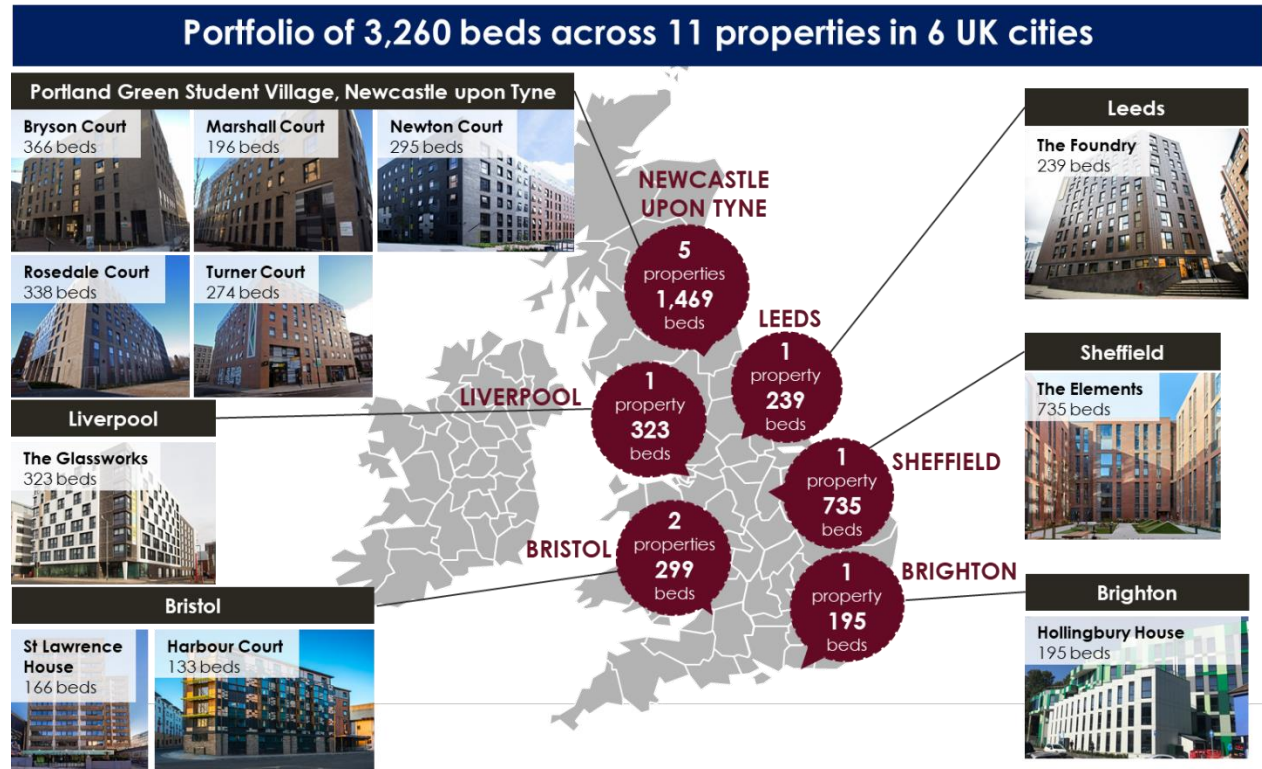 Portfolio of 3,260 beds across 11 properties in 6 UK cities
Portland Green Student Village, Newcastle upon Tyne
Bryson Court
366 beds
Marshall Court
196 beds
Newton Court
295 beds
Rosedale Court
338 beds
Turner Court
274 beds
Liverpool
The Glassworks
323 beds
Bristol
St Lawrence
House
166 beds
Harbour Court
133 beds
NEWCASTLE
UPON TYNE
5
properties
1,469
beds
LEEDS
1
property
239
beds
LIVERPOOL
1
property
323
beds
SHEFFIELD
1
property
735
beds
BRISTOL
2
properties
299
beds
BRIGHTON
1
property
195
beds
Leeds
The Foundry
239 beds
Sheffield
The Elements
735 beds
Brighton
Hollingbury House
195 beds